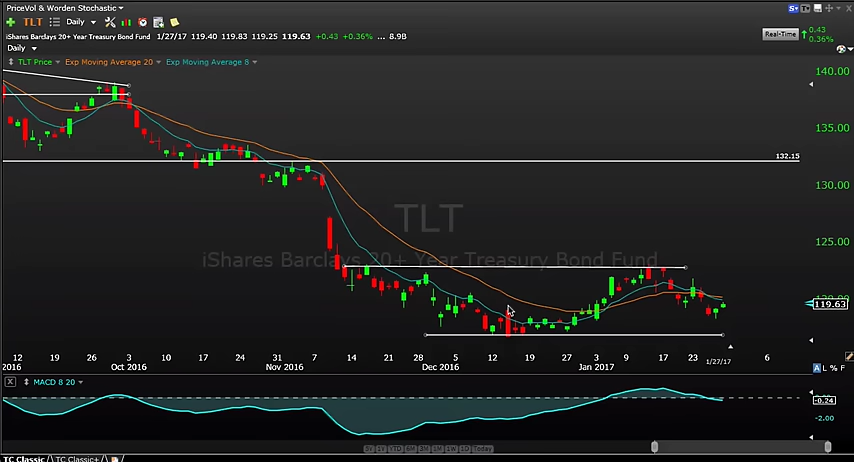 PriceVol & Worden Stochastic
TLT Daily
iShares Barclays 20+ Year Treasury Bond Fund 1/27/17 119.40 119.83 119.25 119.63 +0.43 +0.36% ... 8.9B
Real-Time 0.43 0.36%
Daily
TLT Price Exp Moving Average 20 Exp Moving Average 8
140.00
135.00
132.15
130.00
TLT
iShares Barclays 20+ Year Treasury Bond Fund
125.00
119.63
12 19 26 3 10 17 24 31 7 14 21 28 5 12 19 27 3 9 17 23 1/27/17 6
2016 Oct 2016 Nov 2016 Dec 2016 Jan 2017
A L % F
X MACD 8 20
-0.24
-2.00
TC Classic TC Classic+